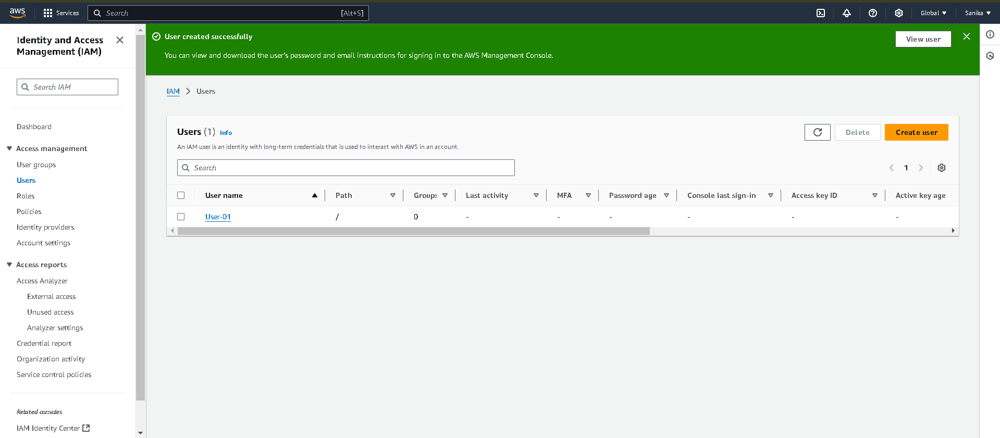 aws
Services
Search
[Alt+S]
Global
Sanika
Identity and Access
Management (IAM)
Search IAM
Dashboard
Access management
User groups
Users
Roles
Policies
Identity providers
Account settings
Access reports
Access Analyzer
External access
Unused access
Analyzer settings
Credential report
Organization activity
Service control policies
Related consoles
IAM Identity Center
User created successfully
You can view and download the user's password and email instructions for signing in to the AWS Management Console.
View user
IAM > Users
Users (1) Info
An IAM user is an identity with long-term credentials that is used to interact with AWS in an account.
Delete
Create user
Search
1
User name Path Groups Last activity MFA Password age Console last sign-in Access key ID Active key age
User-01 / 0 - - - - - -